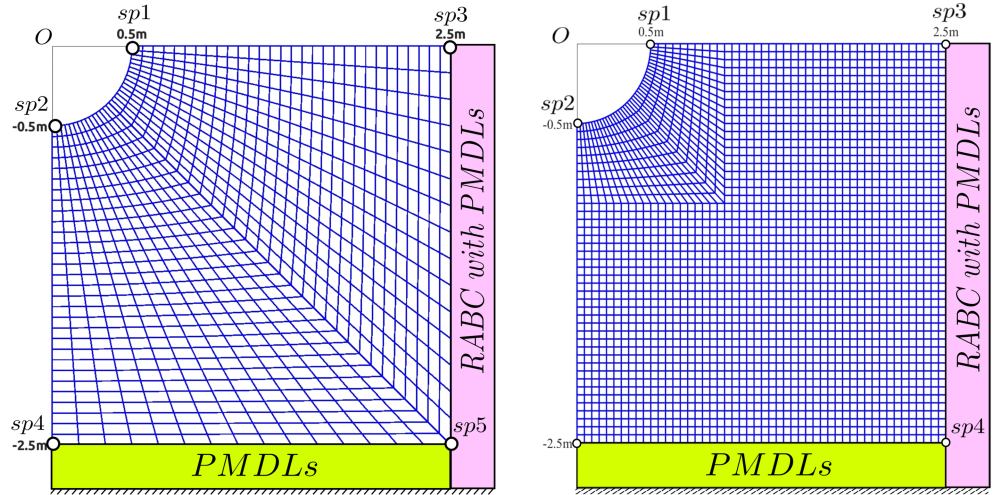 sp1
0.5m
sp3
2.5m
O
sp2
-0.5m
RABC with PMDLs
sp4
-2.5m
sp5
PMDLs
sp1
0.5m
sp3
2.5m
O
sp2
-0.5m
RABC with PMDLs
sp4
-2.5m
PMDLs